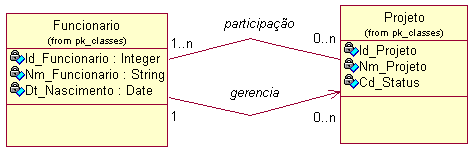 Funcionario
(from pk_classes)
Id_Funcionario : Integer
Nm_Funcionario : String
Dt_Nascimento : Date
participação
1..n
0..n
gerencia
1
0..n
Projeto
(from pk_classes)
Id_Projeto
Nm_Projeto
Cd_Status